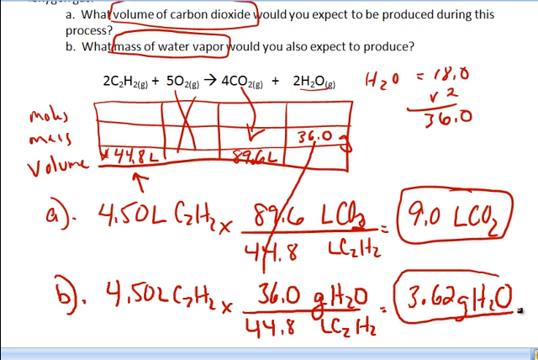 a. What volume of carbon dioxide would you expect to be produced during this
process?
b. What mass of water vapor would you also expect to produce?
2C₂H₂(g) + 5O₂(g) → 4CO₂(g) + 2H₂O(g)
H₂O = 18.0
x 2
36.0
moles
mass 36.0 g
Volume 44.8 L 89.6 L
a). 4.50 L C₂H₂ x 89.6 L CO₂ / 44.8 L C₂H₂ = 9.0 L CO₂
b). 4.50 L C₂H₂ x 36.0 g H₂O / 44.8 L C₂H₂ = 3.62 g H₂O.